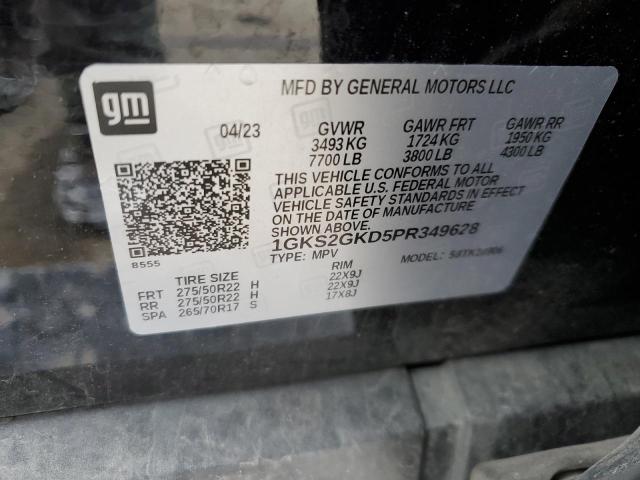 gm
MFD BY GENERAL MOTORS LLC
04/23 GVWR GAWR FRT GAWR RR
3493 KG 1724 KG 1950 KG
7700 LB 3800 LB 4300 LB
THIS VEHICLE CONFORMS TO ALL
APPLICABLE U.S. FEDERAL MOTOR
VEHICLE SAFETY STANDARDS IN EFFECT
ON THE DATE OF MANUFACTURE
SHOWN ABOVE.
1GKS2GKD5PR349628
8555
TYPE: MPV MODEL:
TIRE SIZE RIM
FRT 275/50R22 H 22X9J
RR 275/50R22 H 22X9J
SPA 265/70R17 S 17X8J